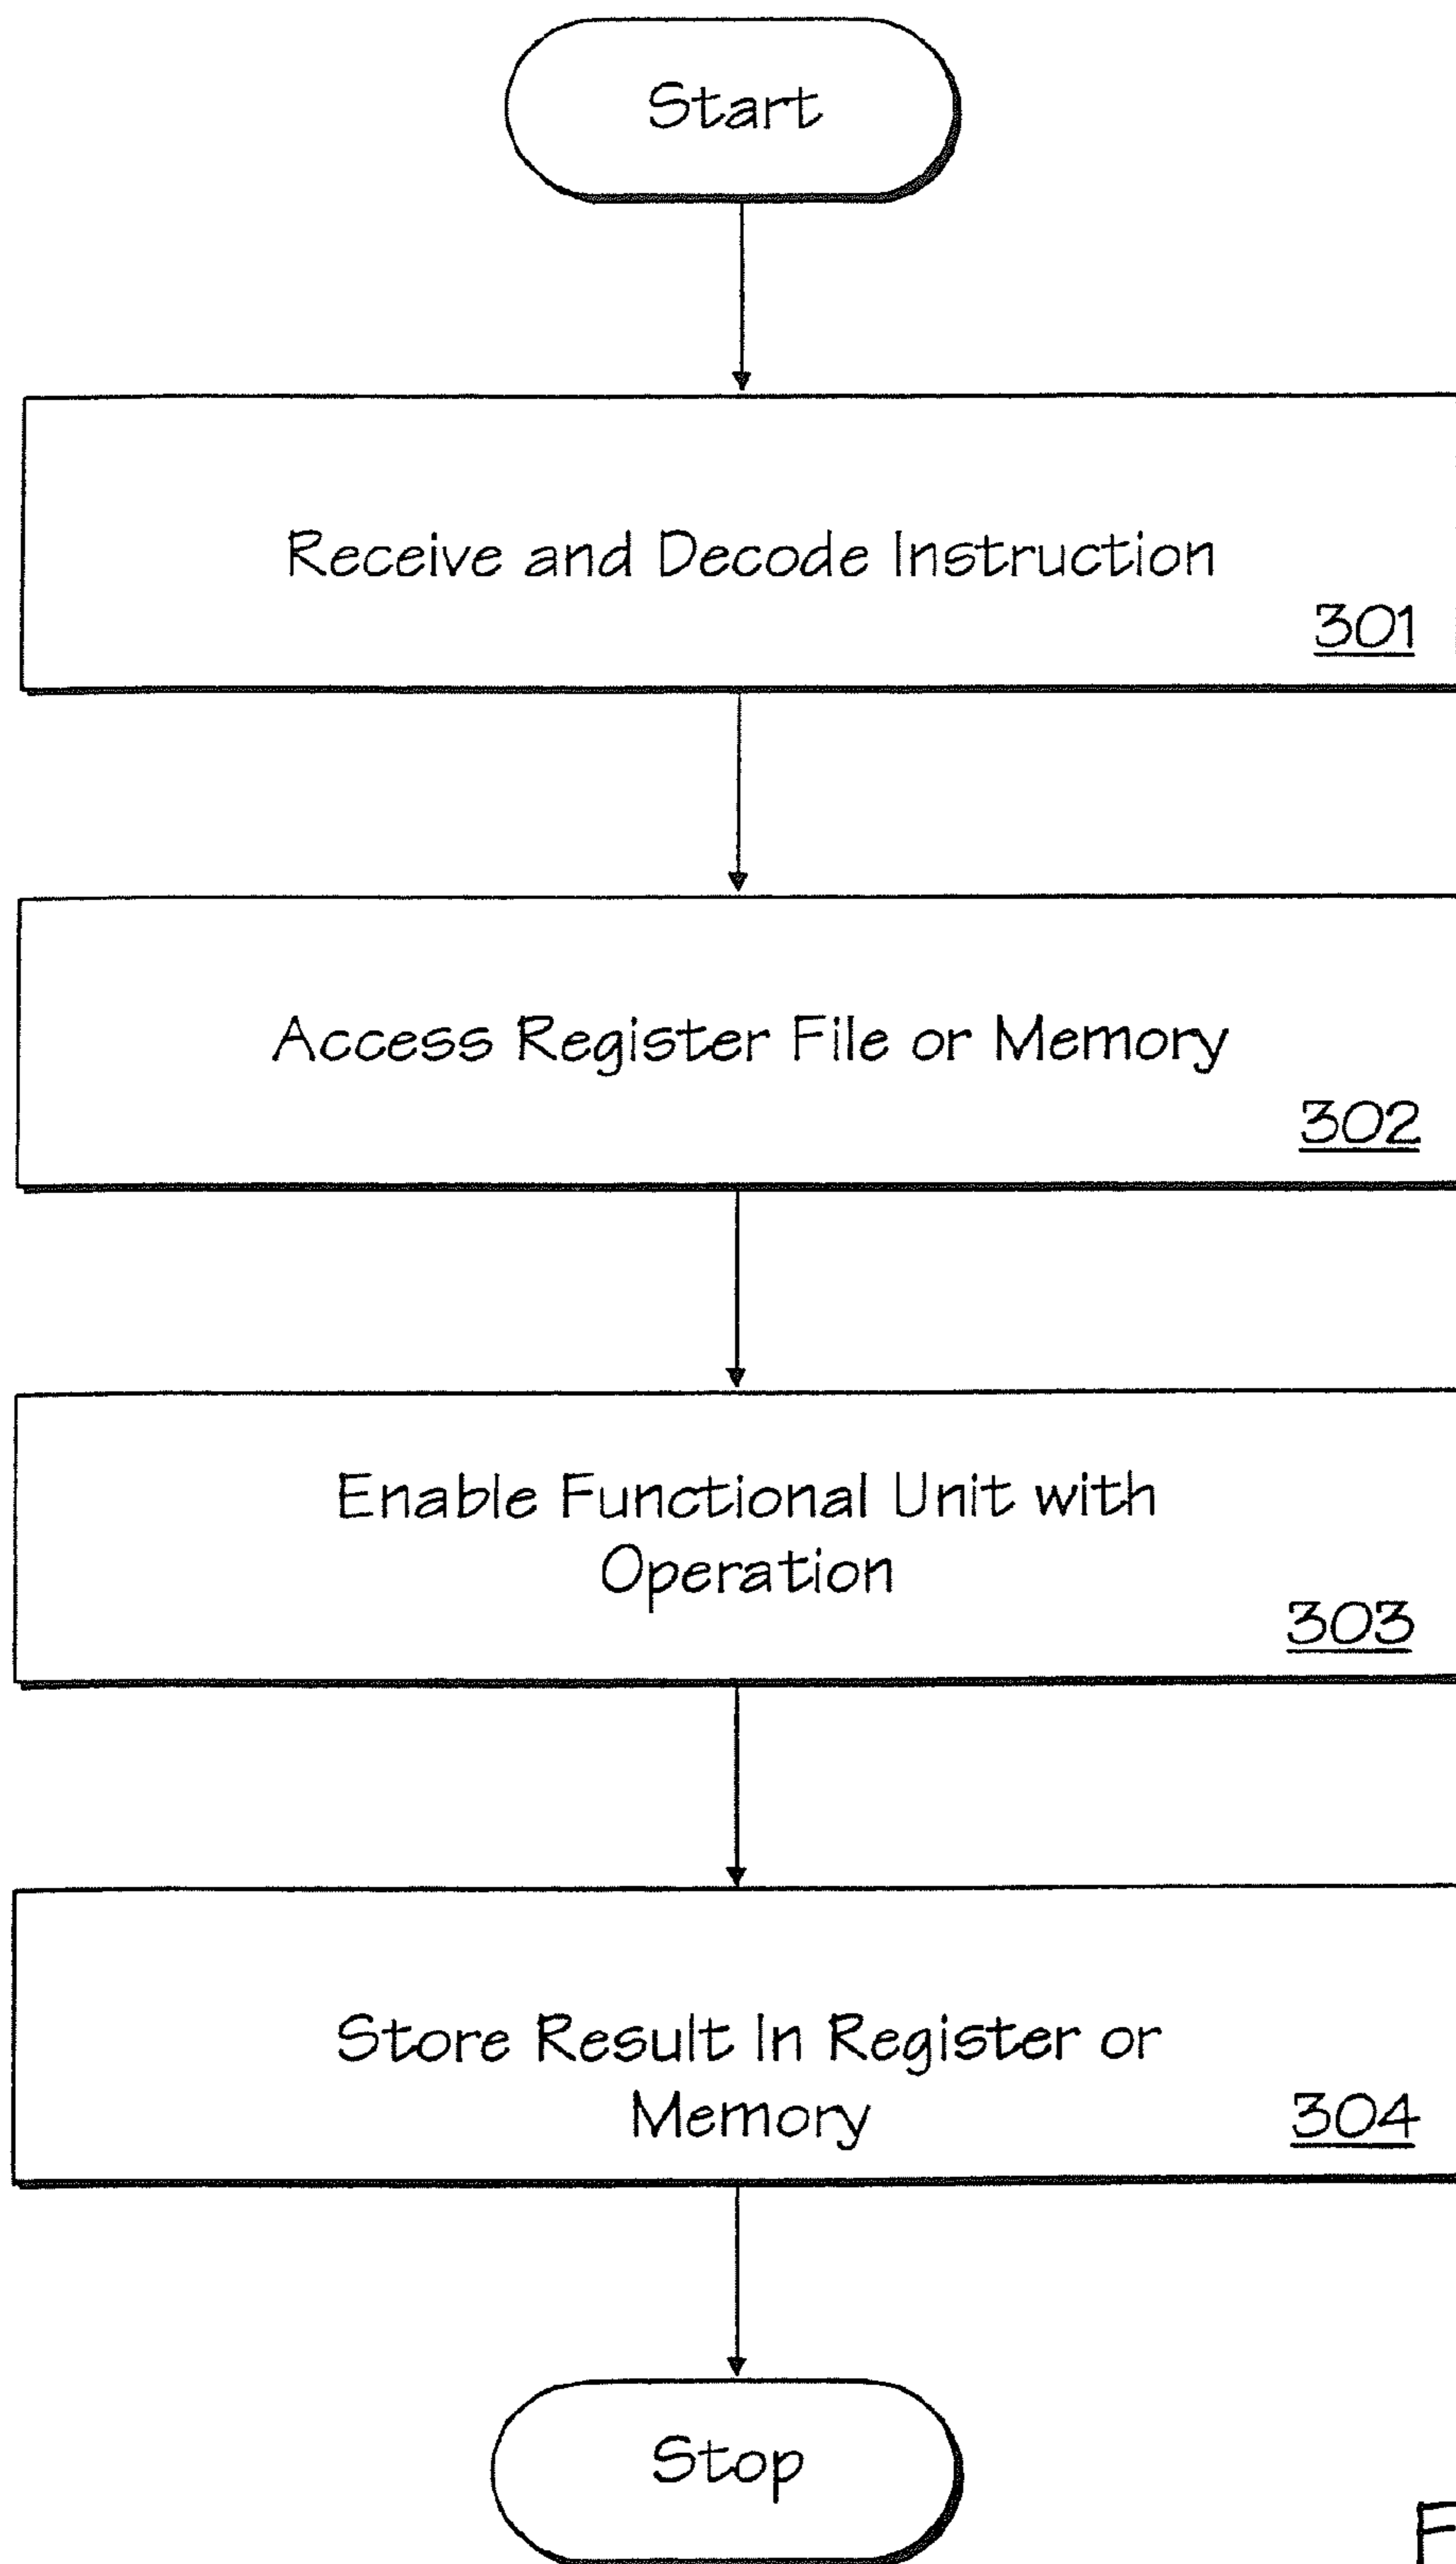 Start
Receive and Decode Instruction
301
Access Register File or Memory
302
Enable Functional Unit with
Operation
303
Store Result In Register or
Memory
304
Stop